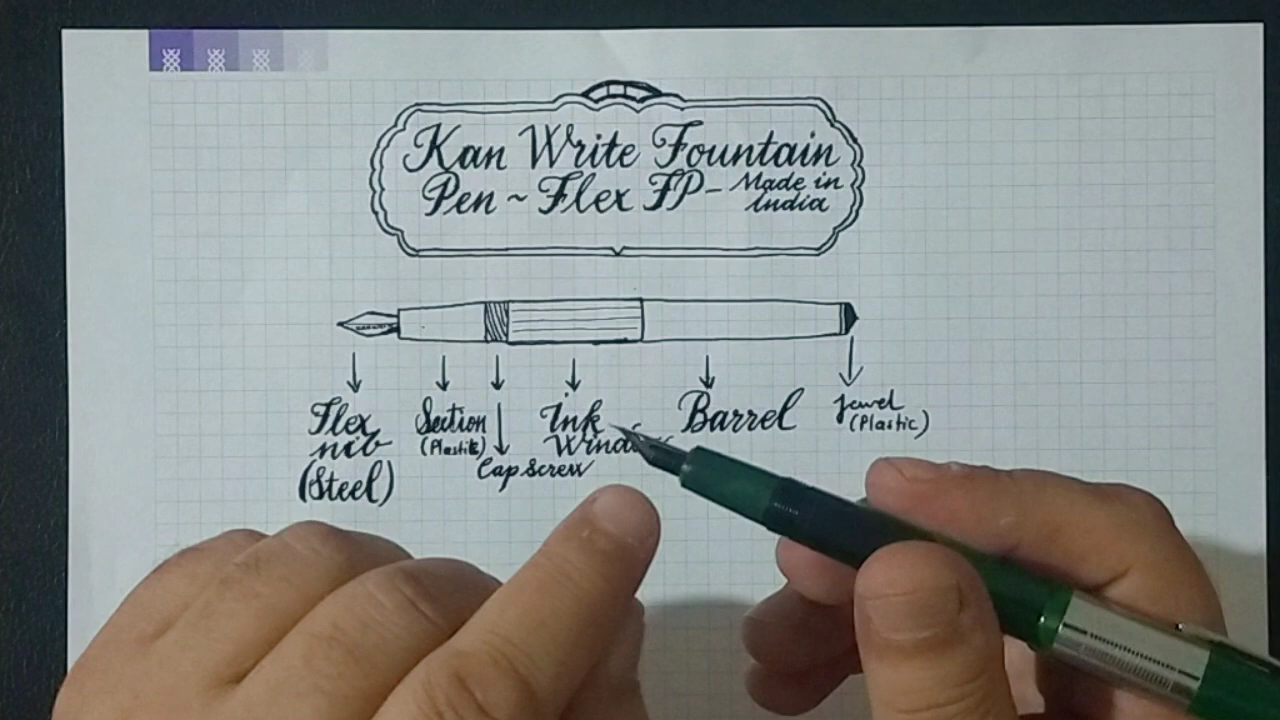 Kan Write Fountain
Pen ~ Flex FP - Made in
India
Flex
nib
(Steel)
Section
(Plastic)
Cap screw
Ink
Barrel
Jewel
(Plastic)